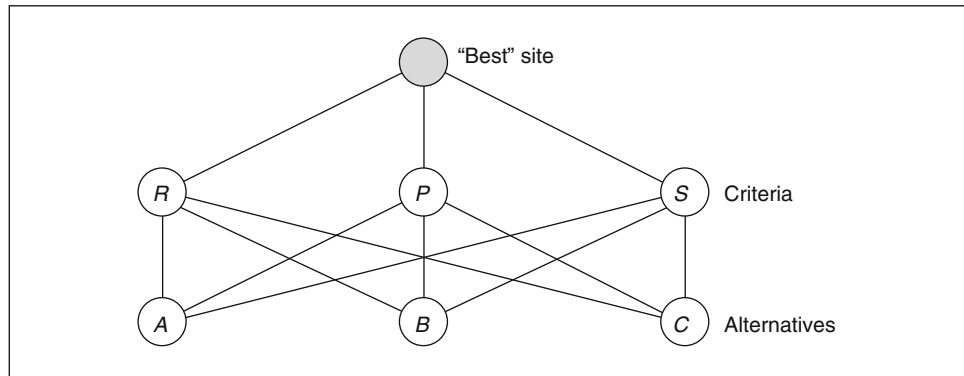 “Best” site
R
P
S
Criteria
A
B
C
Alternatives